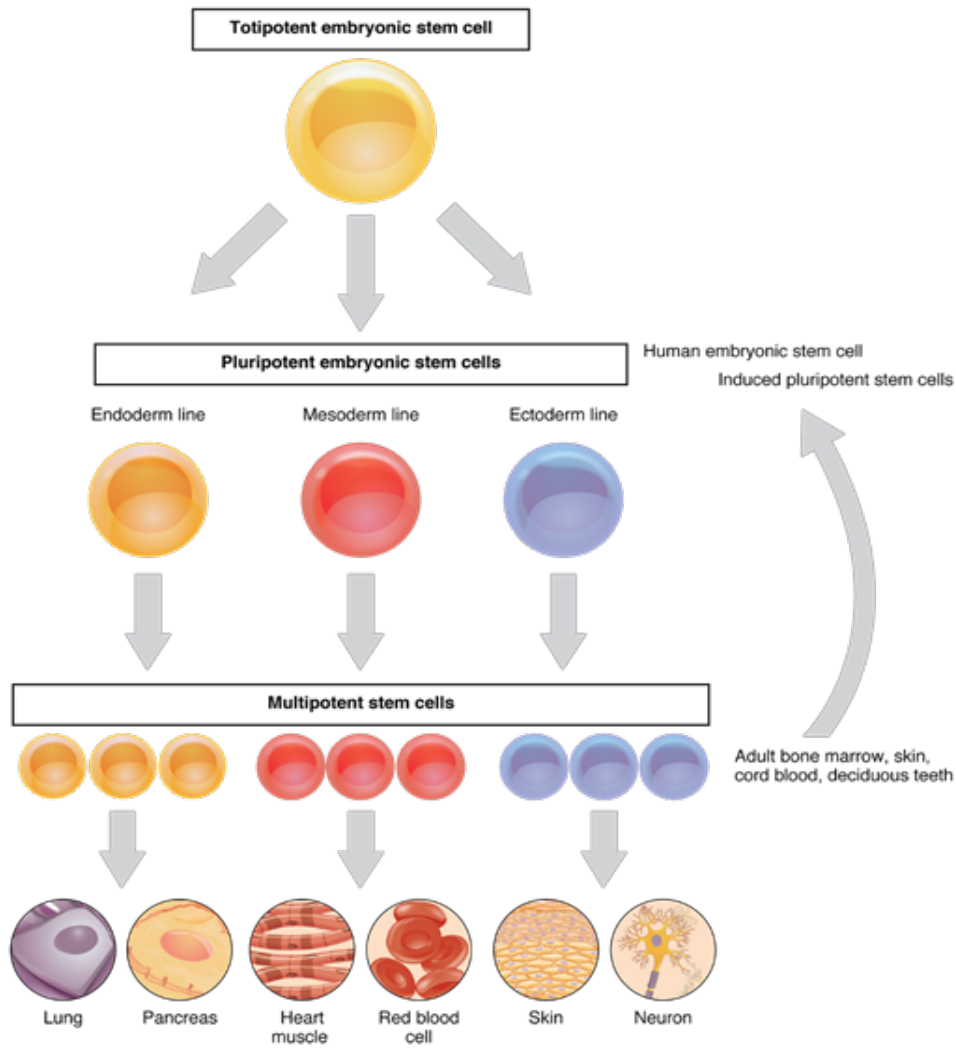 Totipotent embryonic stem cell
Pluripotent embryonic stem cells
Human embryonic stem cell
Induced pluripotent stem cells
Endoderm line
Mesoderm line
Ectoderm line
Multipotent stem cells
Adult bone marrow, skin,
cord blood, deciduous teeth
Lung
Pancreas
Heart
muscle
Red blood
cell
Skin
Neuron